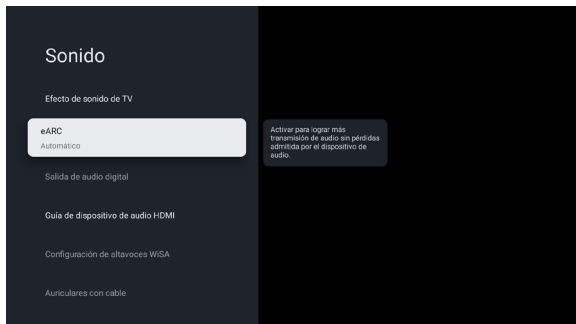 Sonido
Efecto de sonido de TV
eARC
Automático
Activar para lograr más
transmisión de audio sin pérdidas
admitida por el dispositivo de
audio.
Salida de audio digital
Guía de dispositivo de audio HDMI
Configuración de altavoces WiSA
Auriculares con cable